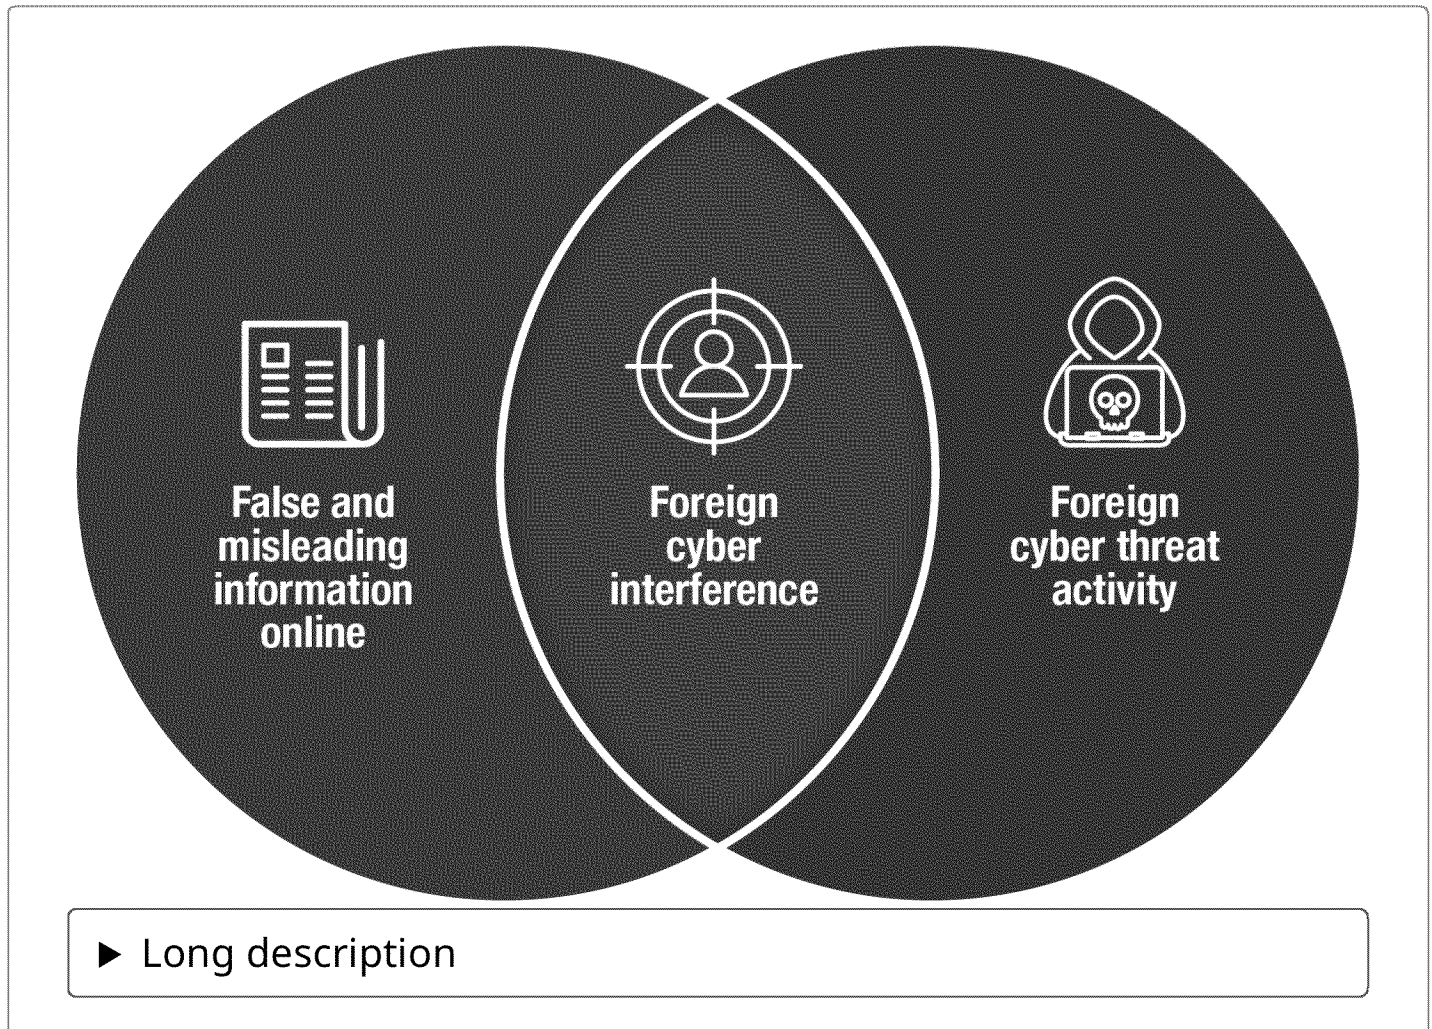 False and
misleading
information
online
Foreign
cyber
interference
Foreign
cyber threat
activity
Long description